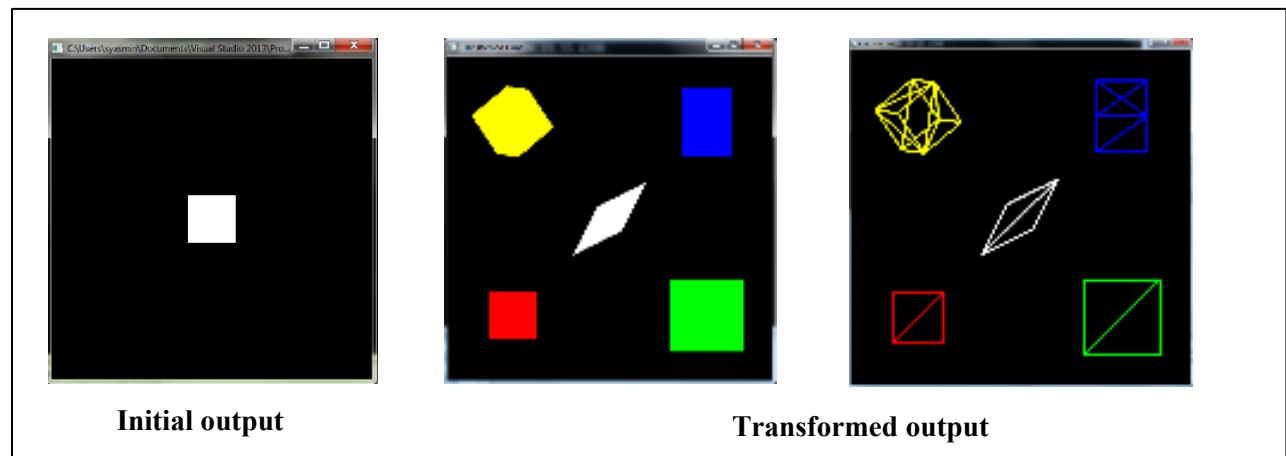 C:\Users\syasmin\Documents\Visual Studio 2013\Pro...
Initial output
Transformed output